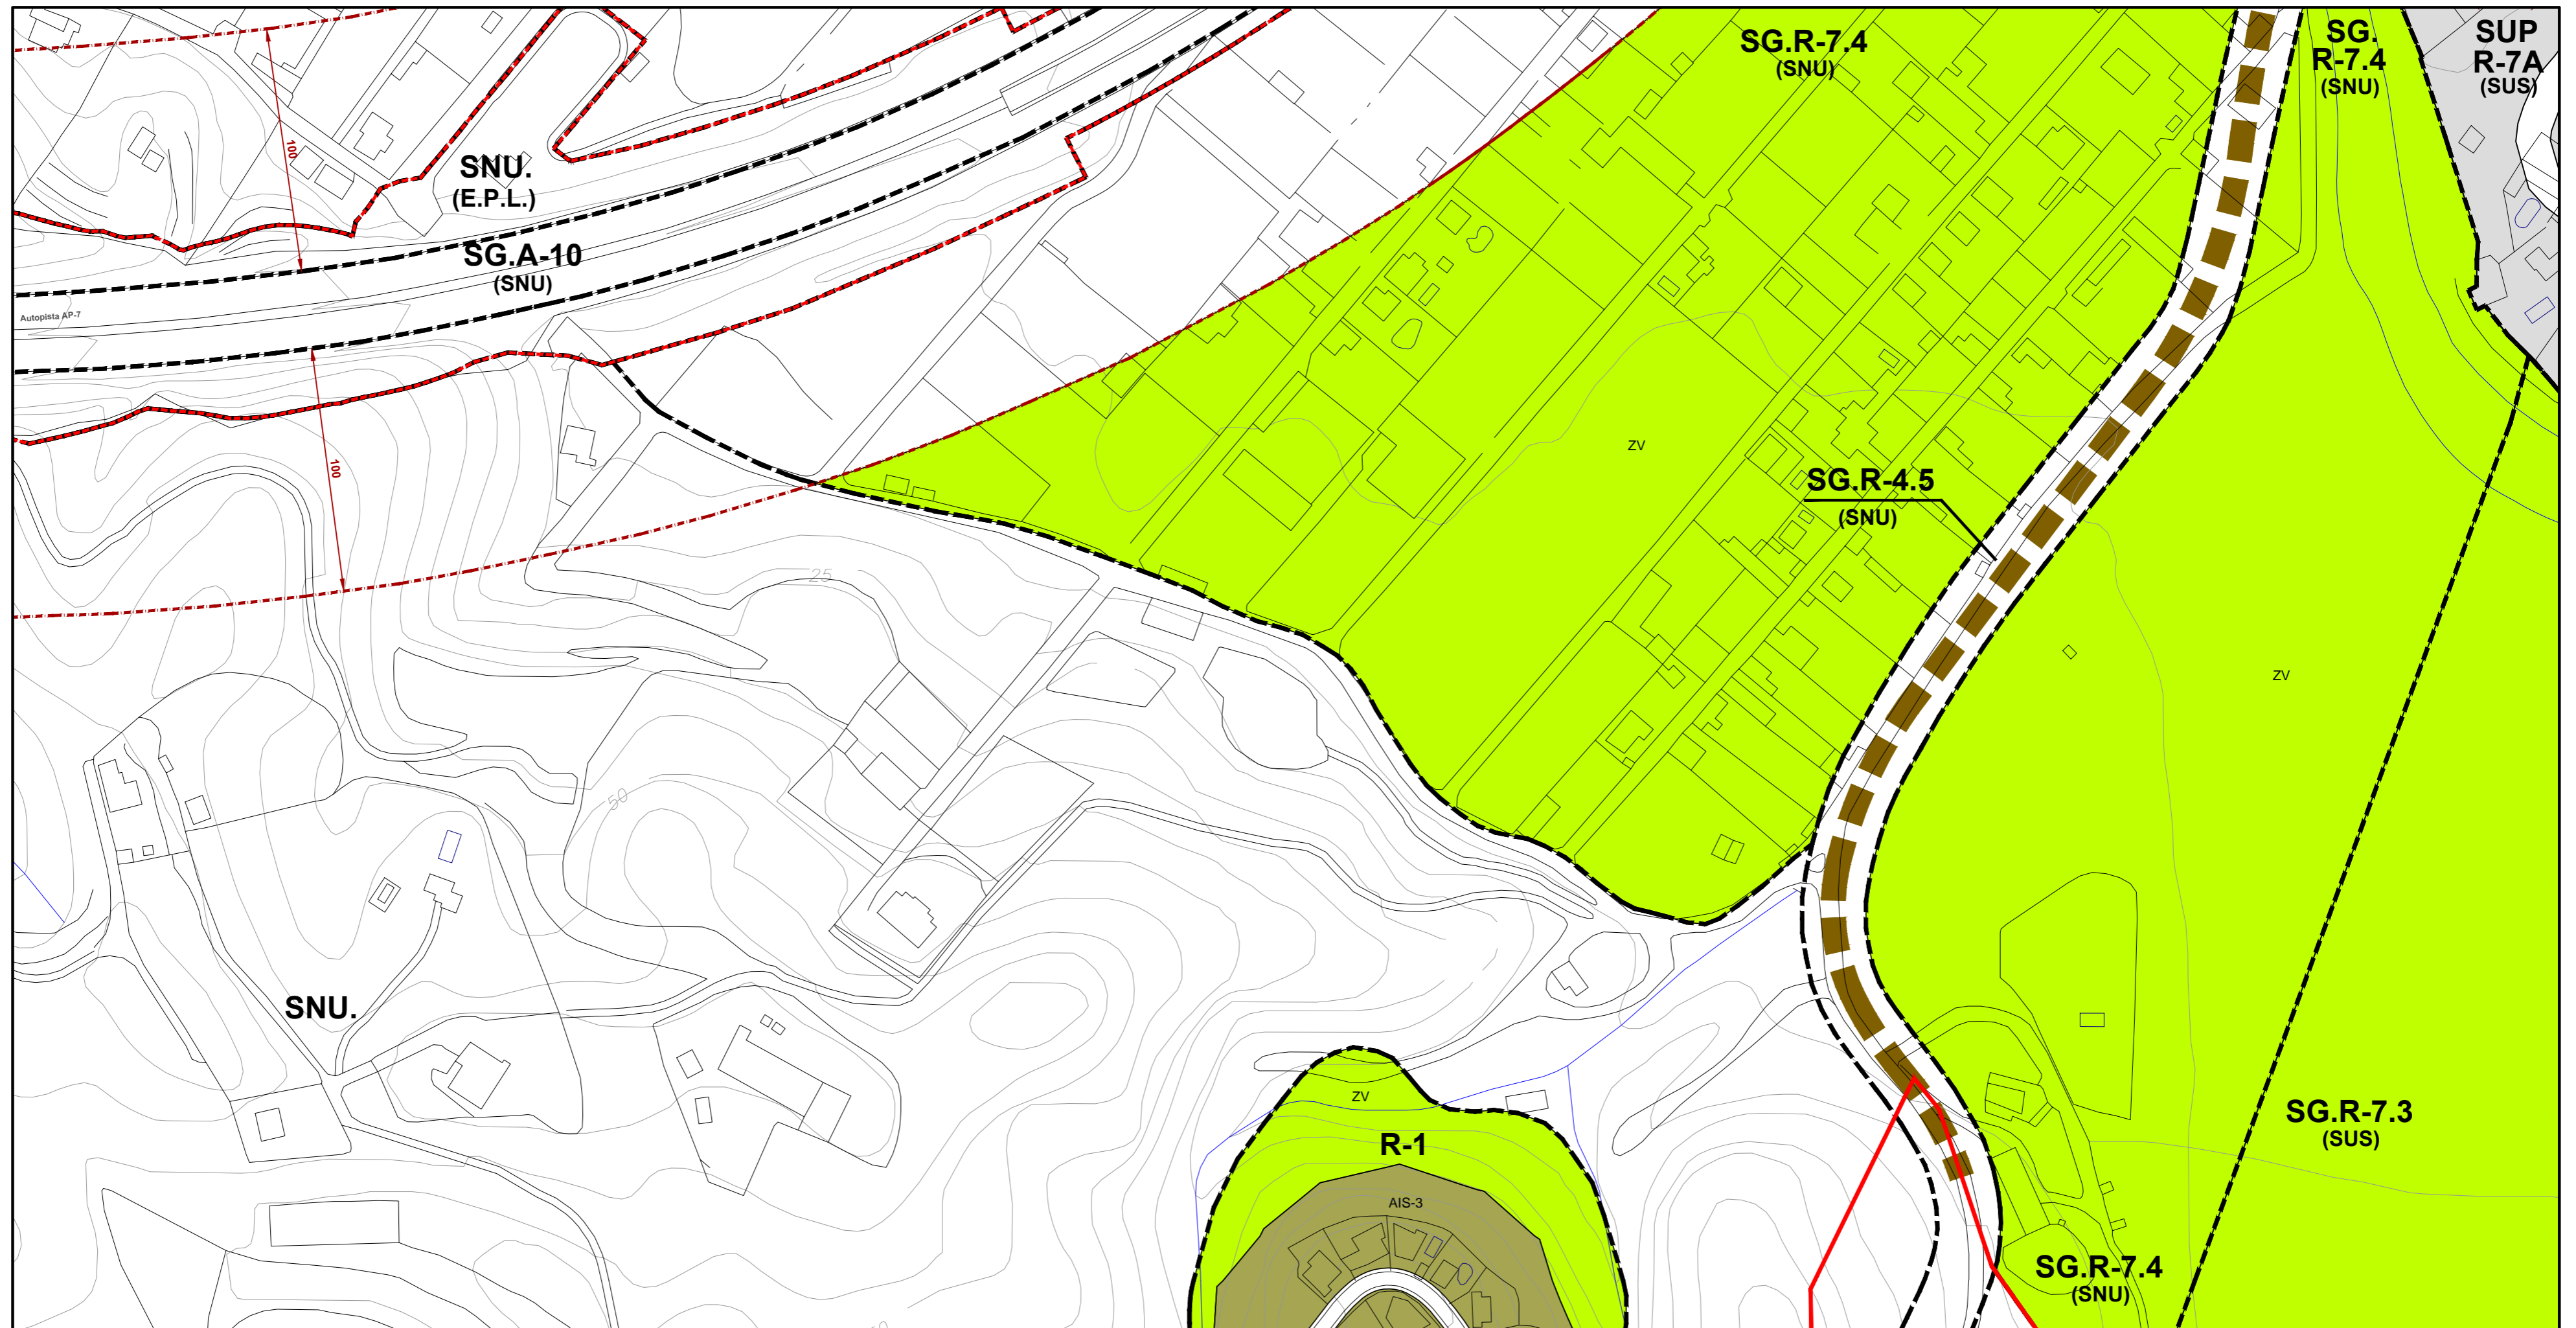 SG.R-7.4
(SNU)
SG.
R-7.4
(SNU)
SUP
R-7A
(SUS)
100
SNU.
(E.P.L.)
SG.A-10
(SNU)
Autopista AP-7
100
ZV
SG.R-4.5
(SNU)
25
ZV
50
SNU.
ZV
R-1
AIS-3
SG.R-7.3
(SUS)
SG.R-7.4
(SNU)